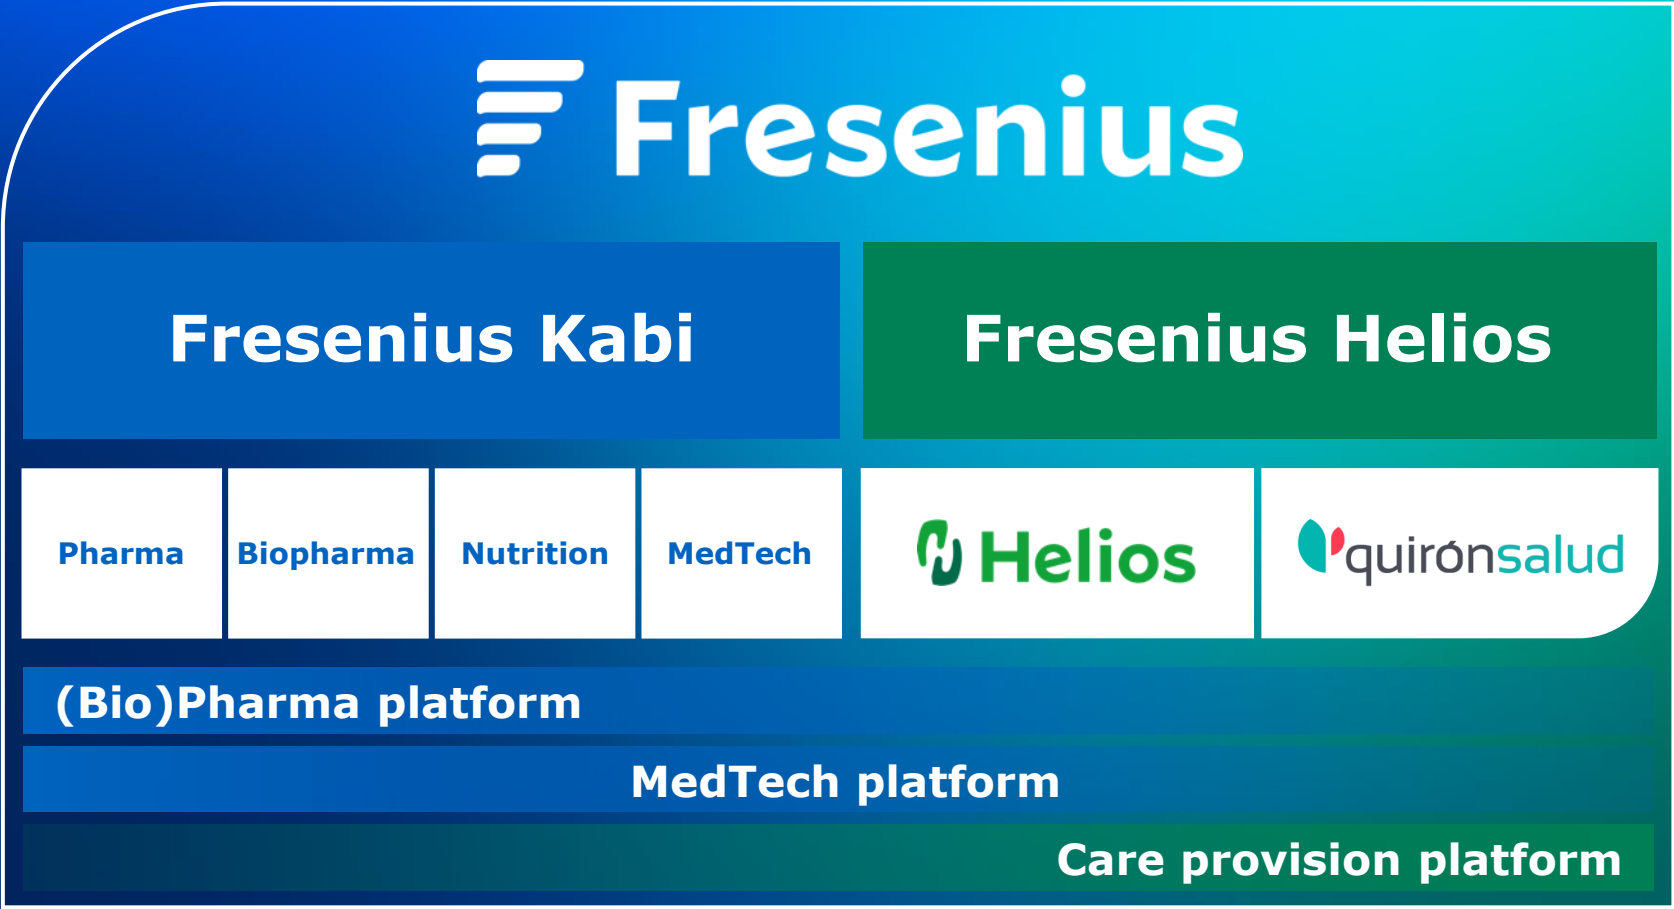 Fresenius
Fresenius Kabi
Fresenius Helios
Pharma
Biopharma
Nutrition
MedTech
Helios
quirónsalud
(Bio)Pharma platform
MedTech platform
Care provision platform